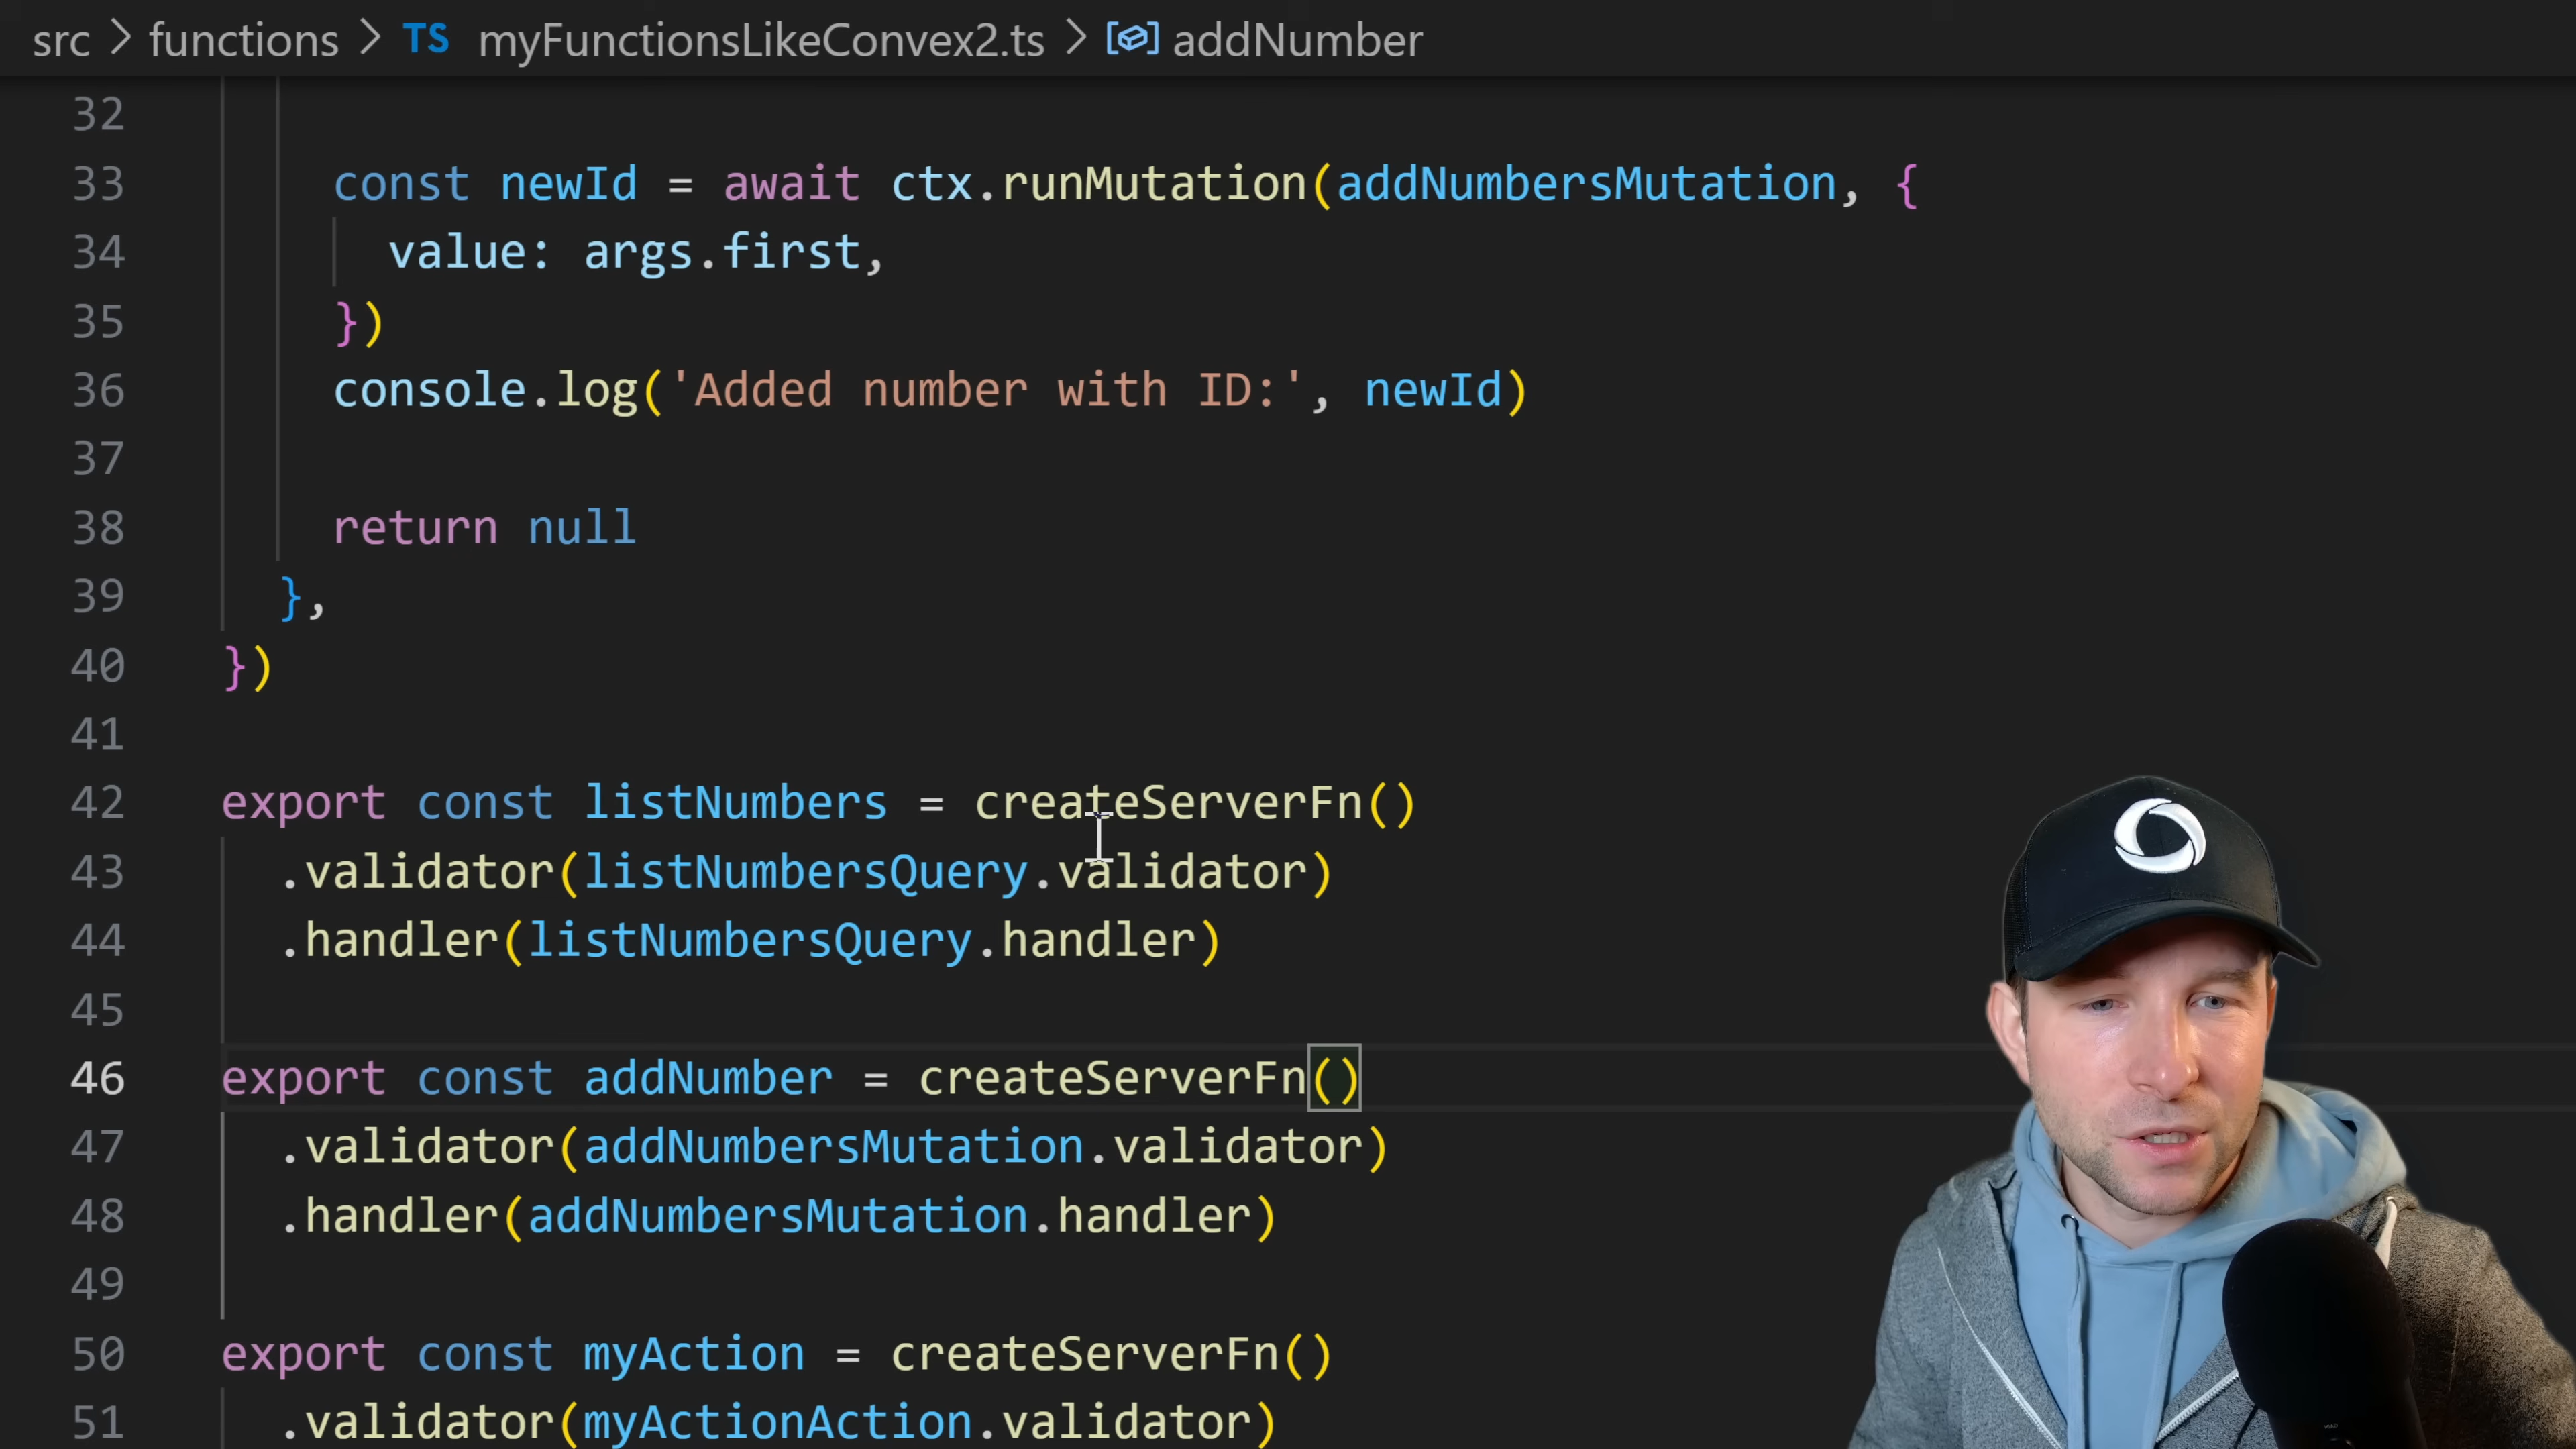 src > functions > TS myFunctionsLikeConvex2.ts > addNumber
32
33 const newId = await ctx.runMutation(addNumbersMutation, {
34 value: args.first,
35 })
36 console.log('Added number with ID:', newId)
37
38 return null
39 },
40 })
41
42 export const listNumbers = createServerFn()
43 .validator(listNumbersQuery.validator)
44 .handler(listNumbersQuery.handler)
45
46 export const addNumber = createServerFn()
47 .validator(addNumbersMutation.validator)
48 .handler(addNumbersMutation.handler)
49
50 export const myAction = createServerFn()
51 .validator(myActionAction.validator)